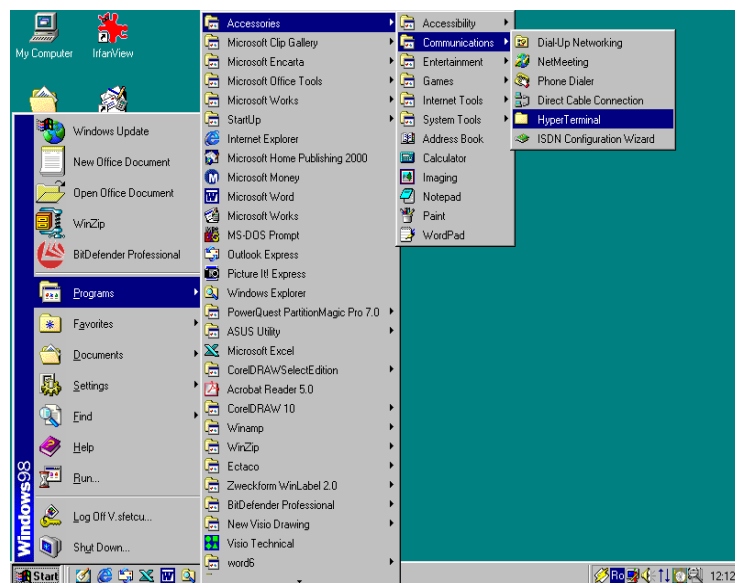 My Computer
IrfanView
Windows Update
New Office Document
Open Office Document
WinZip
BitDefender Professional
Programs
Favorites
Documents
Settings
Find
Help
Run...
Log Off V.sfetcu...
Shut Down...
Windows98
Accessories
Microsoft Clip Gallery
Microsoft Encarta
Microsoft Office Tools
Microsoft Works
StartUp
Internet Explorer
Microsoft Home Publishing 2000
Microsoft Money
Microsoft Word
Microsoft Works
MS-DOS Prompt
Outlook Express
Picture It! Express
Windows Explorer
PowerQuest PartitionMagic Pro 7.0
ASUS Utility
Microsoft Excel
CorelDRAWSelectEdition
Acrobat Reader 5.0
CorelDRAW 10
Winamp
WinZip
Ectaco
Zweckform WinLabel 2.0
BitDefender Professional
New Visio Drawing
Visio Technical
word6
Accessibility
Communications
Entertainment
Games
Internet Tools
System Tools
Address Book
Calculator
Imaging
Notepad
Paint
WordPad
Dial-Up Networking
NetMeeting
Phone Dialer
Direct Cable Connection
HyperTerminal
ISDN Configuration Wizard
Start
Ro
12:12